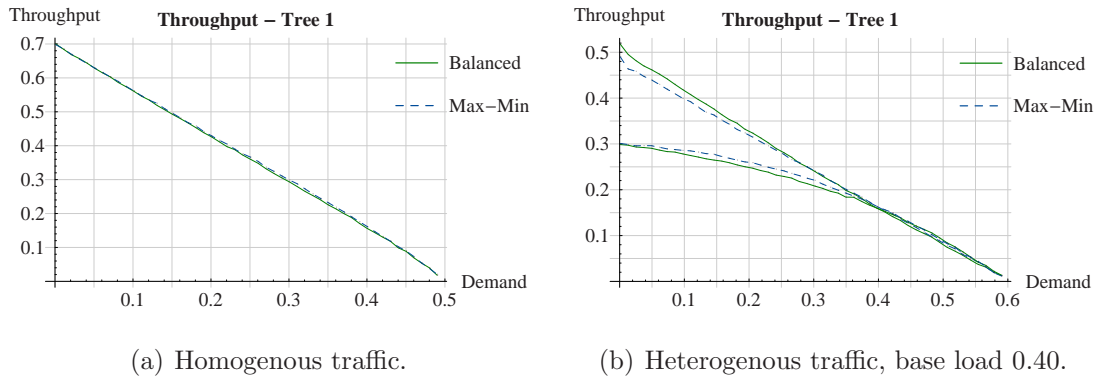 Throughput
Throughput – Tree 1
0.7
0.6
0.5
0.4
0.3
0.2
0.1
Balanced
Max–Min
Demand
0.1 0.2 0.3 0.4 0.5
(a) Homogenous traffic.
Throughput
Throughput – Tree 1
0.5
0.4
0.3
0.2
0.1
Balanced
Max–Min
Demand
0.1 0.2 0.3 0.4 0.5 0.6
(b) Heterogenous traffic, base load 0.40.